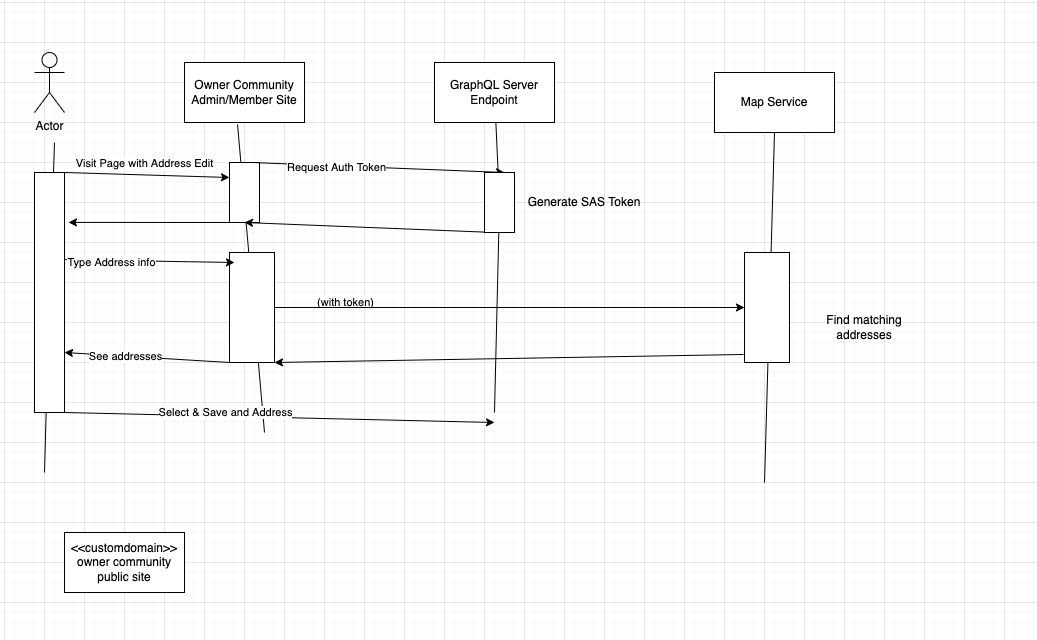 Owner Community
Admin/Member Site
GraphQL Server
Endpoint
Map Service
Actor
Visit Page with Address Edit
Request Auth Token
Generate SAS Token
Type Address info
(with token)
Find matching
addresses
See addresses
Select & Save and Address
<<customdomain>>
owner community
public site